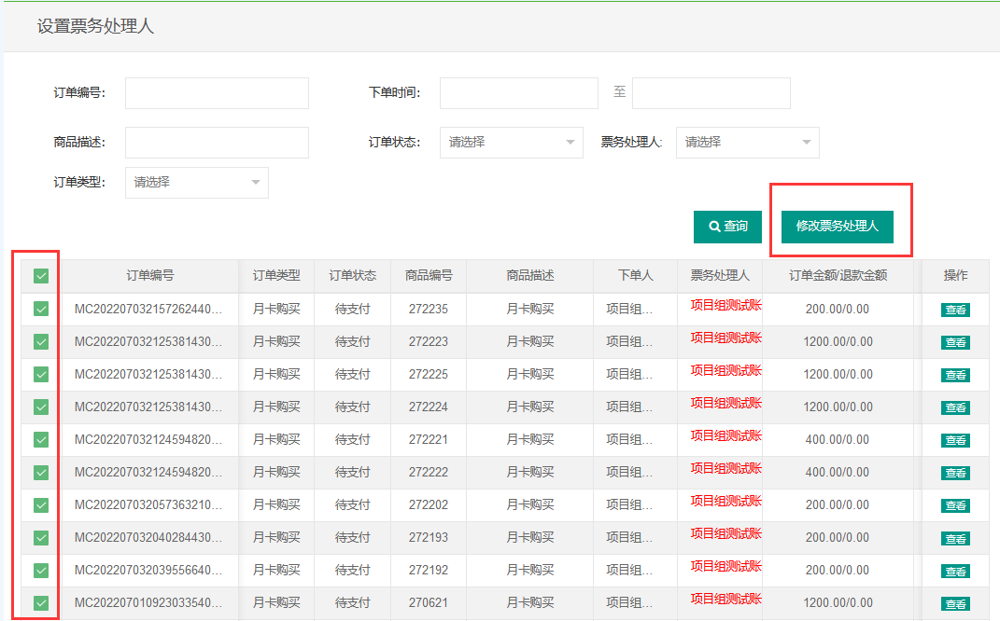 设置票务处理人
订单编号: 下单时间: 至
商品描述: 订单状态: 请选择 票务处理人: 请选择
订单类型: 请选择
查询 修改票务处理人
订单编号 订单类型 订单状态 商品编号 商品描述 下单人 票务处理人 订单金额/退款金额 操作
MC202207032157262440... 月卡购买 待支付 272235 月卡购买 项目组... 项目组测试账 200.00/0.00 查看
MC202207032125381430... 月卡购买 待支付 272223 月卡购买 项目组... 项目组测试账 1200.00/0.00 查看
MC202207032125381430... 月卡购买 待支付 272225 月卡购买 项目组... 项目组测试账 1200.00/0.00 查看
MC202207032125381430... 月卡购买 待支付 272224 月卡购买 项目组... 项目组测试账 1200.00/0.00 查看
MC202207032124594820... 月卡购买 待支付 272221 月卡购买 项目组... 项目组测试账 400.00/0.00 查看
MC202207032124594820... 月卡购买 待支付 272222 月卡购买 项目组... 项目组测试账 400.00/0.00 查看
MC202207032057363210... 月卡购买 待支付 272202 月卡购买 项目组... 项目组测试账 200.00/0.00 查看
MC202207032040284430... 月卡购买 待支付 272193 月卡购买 项目组... 项目组测试账 200.00/0.00 查看
MC202207032039556640... 月卡购买 待支付 272192 月卡购买 项目组... 项目组测试账 200.00/0.00 查看
MC202207010923033540... 月卡购买 待支付 270621 月卡购买 项目组... 项目组测试账 1200.00/0.00 查看